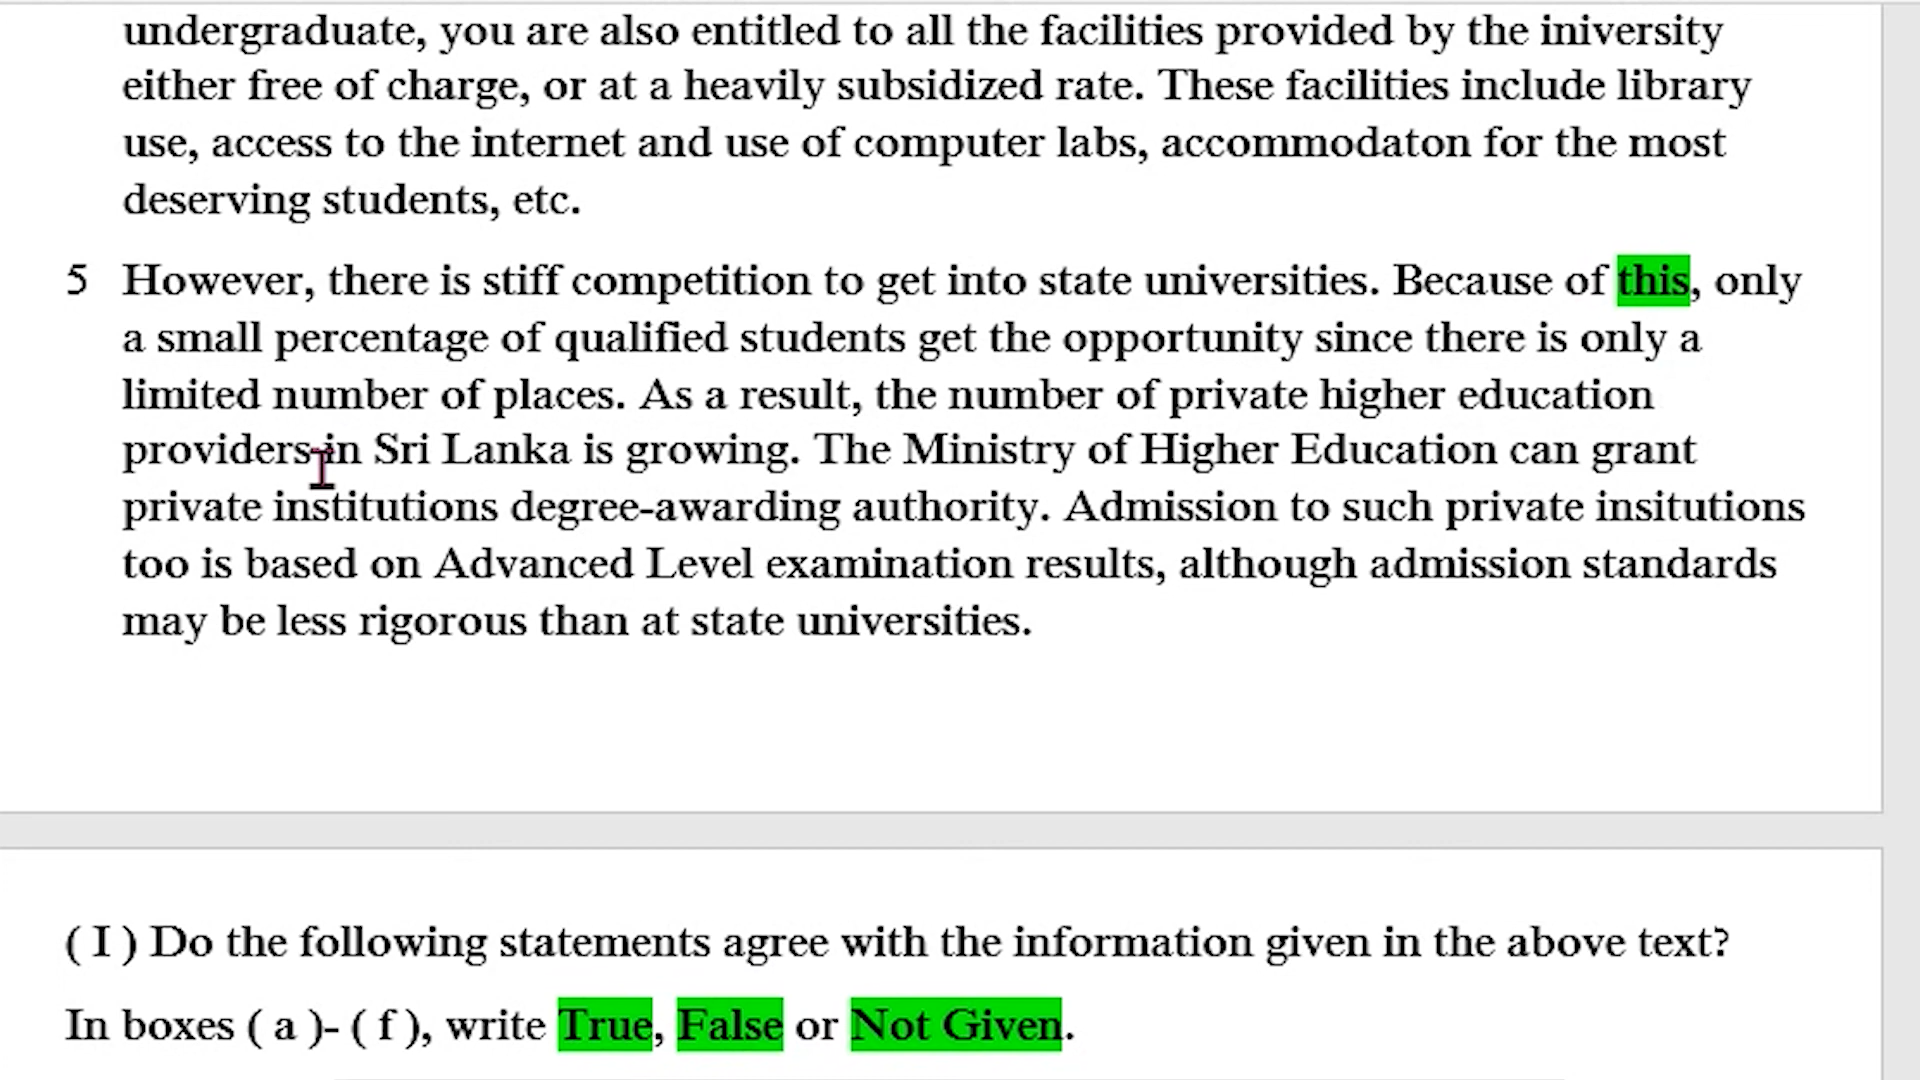 undergraduate, you are also entitled to all the facilities provided by the iniversity
either free of charge, or at a heavily subsidized rate. These facilities include library
use, access to the internet and use of computer labs, accommodaton for the most
deserving students, etc.
5 However, there is stiff competition to get into state universities. Because of this, only
a small percentage of qualified students get the opportunity since there is only a
limited number of places. As a result, the number of private higher education
providers in Sri Lanka is growing. The Ministry of Higher Education can grant
private institutions degree-awarding authority. Admission to such private insitutions
too is based on Advanced Level examination results, although admission standards
may be less rigorous than at state universities.
( I ) Do the following statements agree with the information given in the above text?
In boxes ( a )- ( f ), write True, False or Not Given.